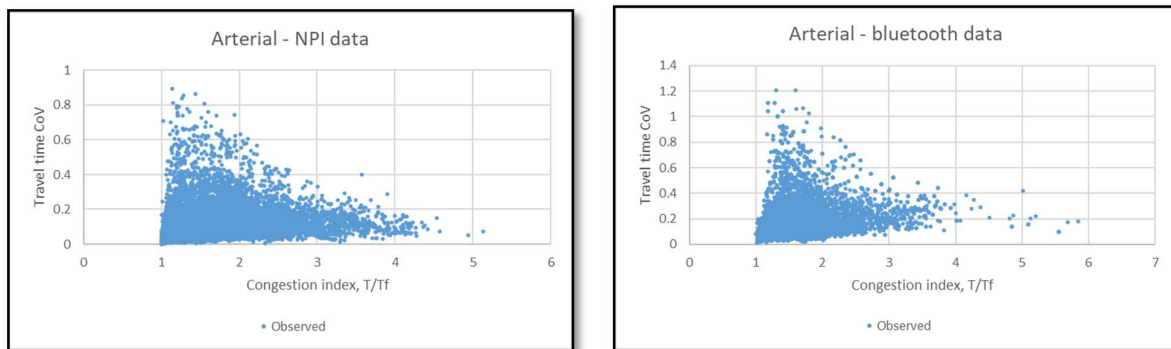 Arterial - NPI data
1
0.8
0.6
0.4
0.2
0
Travel time CoV
0 1 2 3 4 5 6
Congestion index, T/Tf
Observed
Arterial - bluetooth data
1.4
1.2
1
0.8
0.6
0.4
0.2
0
Travel time CoV
0 1 2 3 4 5 6 7
Congestion index, T/Tf
Observed